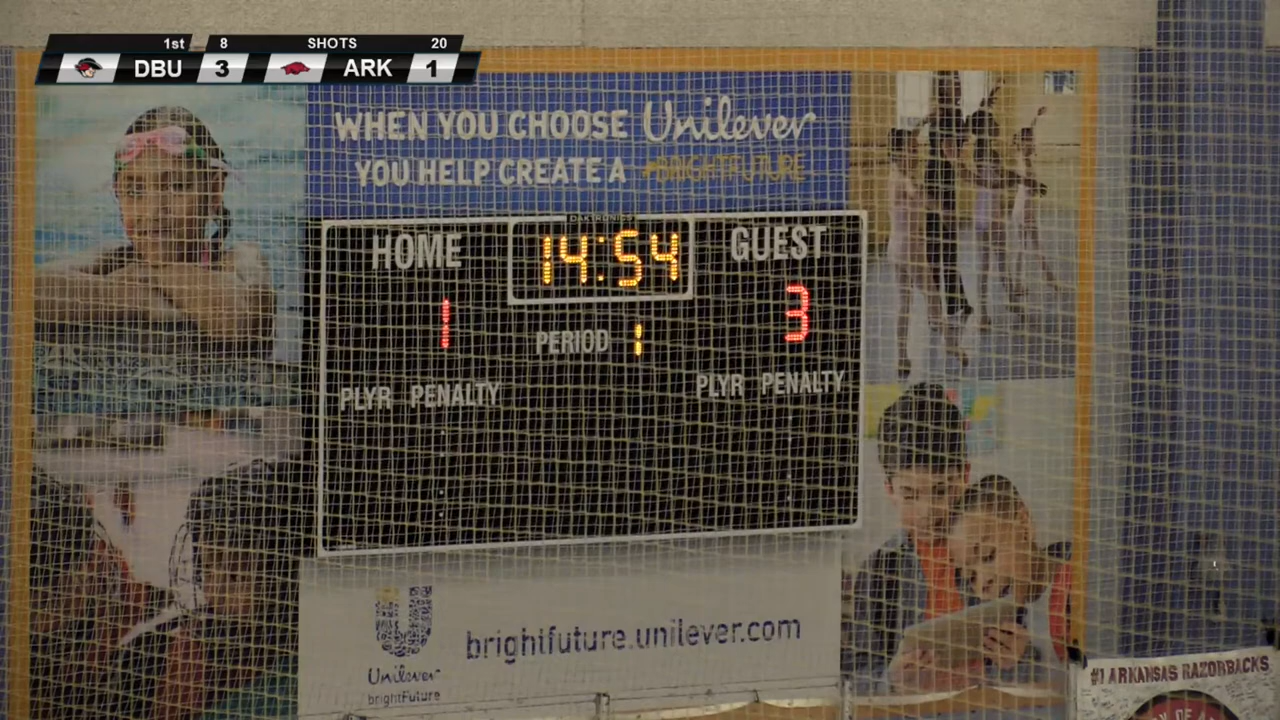 1st 8 SHOTS 20
DBU 3 ARK 1
WHEN YOU CHOOSE Unilever
YOU HELP CREATE A #BRIGHTFUTURE
DAKTRONICS
HOME 14:54 GUEST
1 PERIOD 1 3
PLYR PENALTY PLYR PENALTY
brightfuture.unilever.com
Unilever
brightFuture
#1 ARKANSAS RAZORBACKS